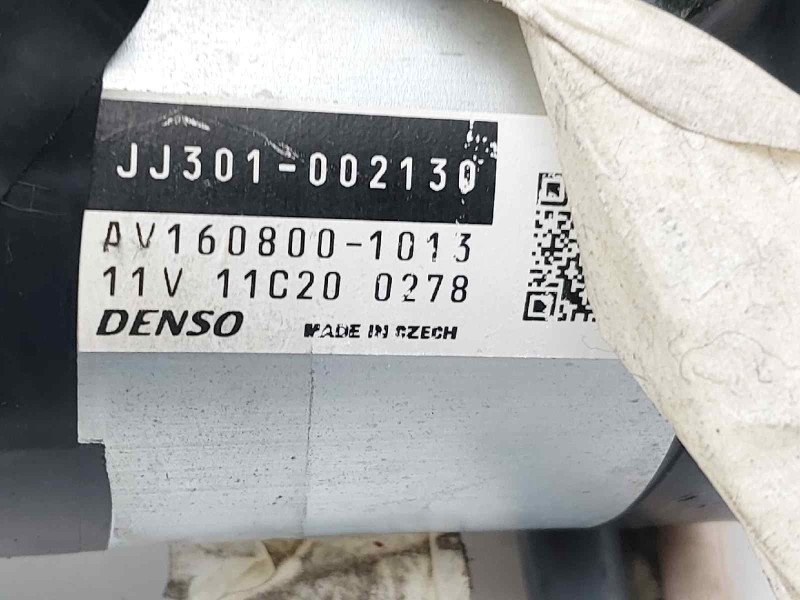 JJ301-002130
AV160800-1013
11V 11C20 0278
DENSO MADE IN CZECH